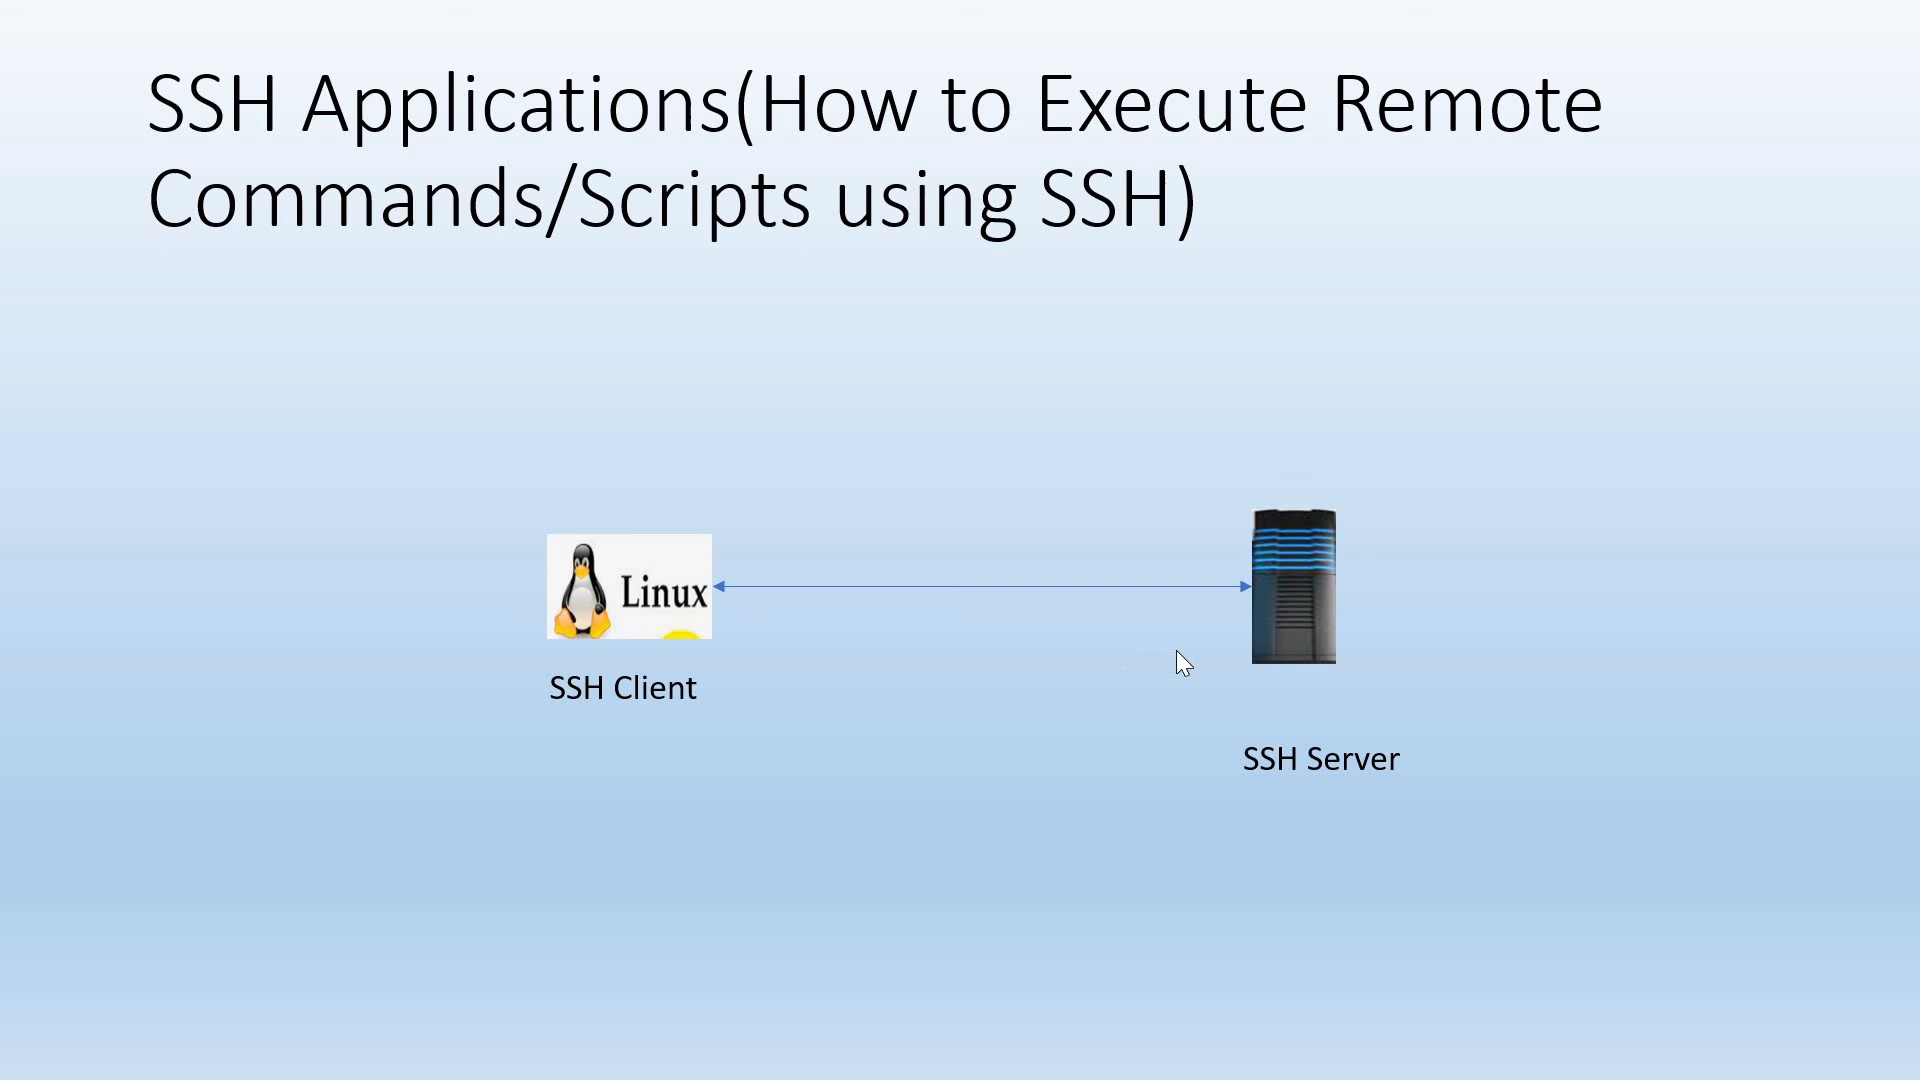 SSH Applications(How to Execute Remote
Commands/Scripts using SSH)
Linux
SSH Client
SSH Server